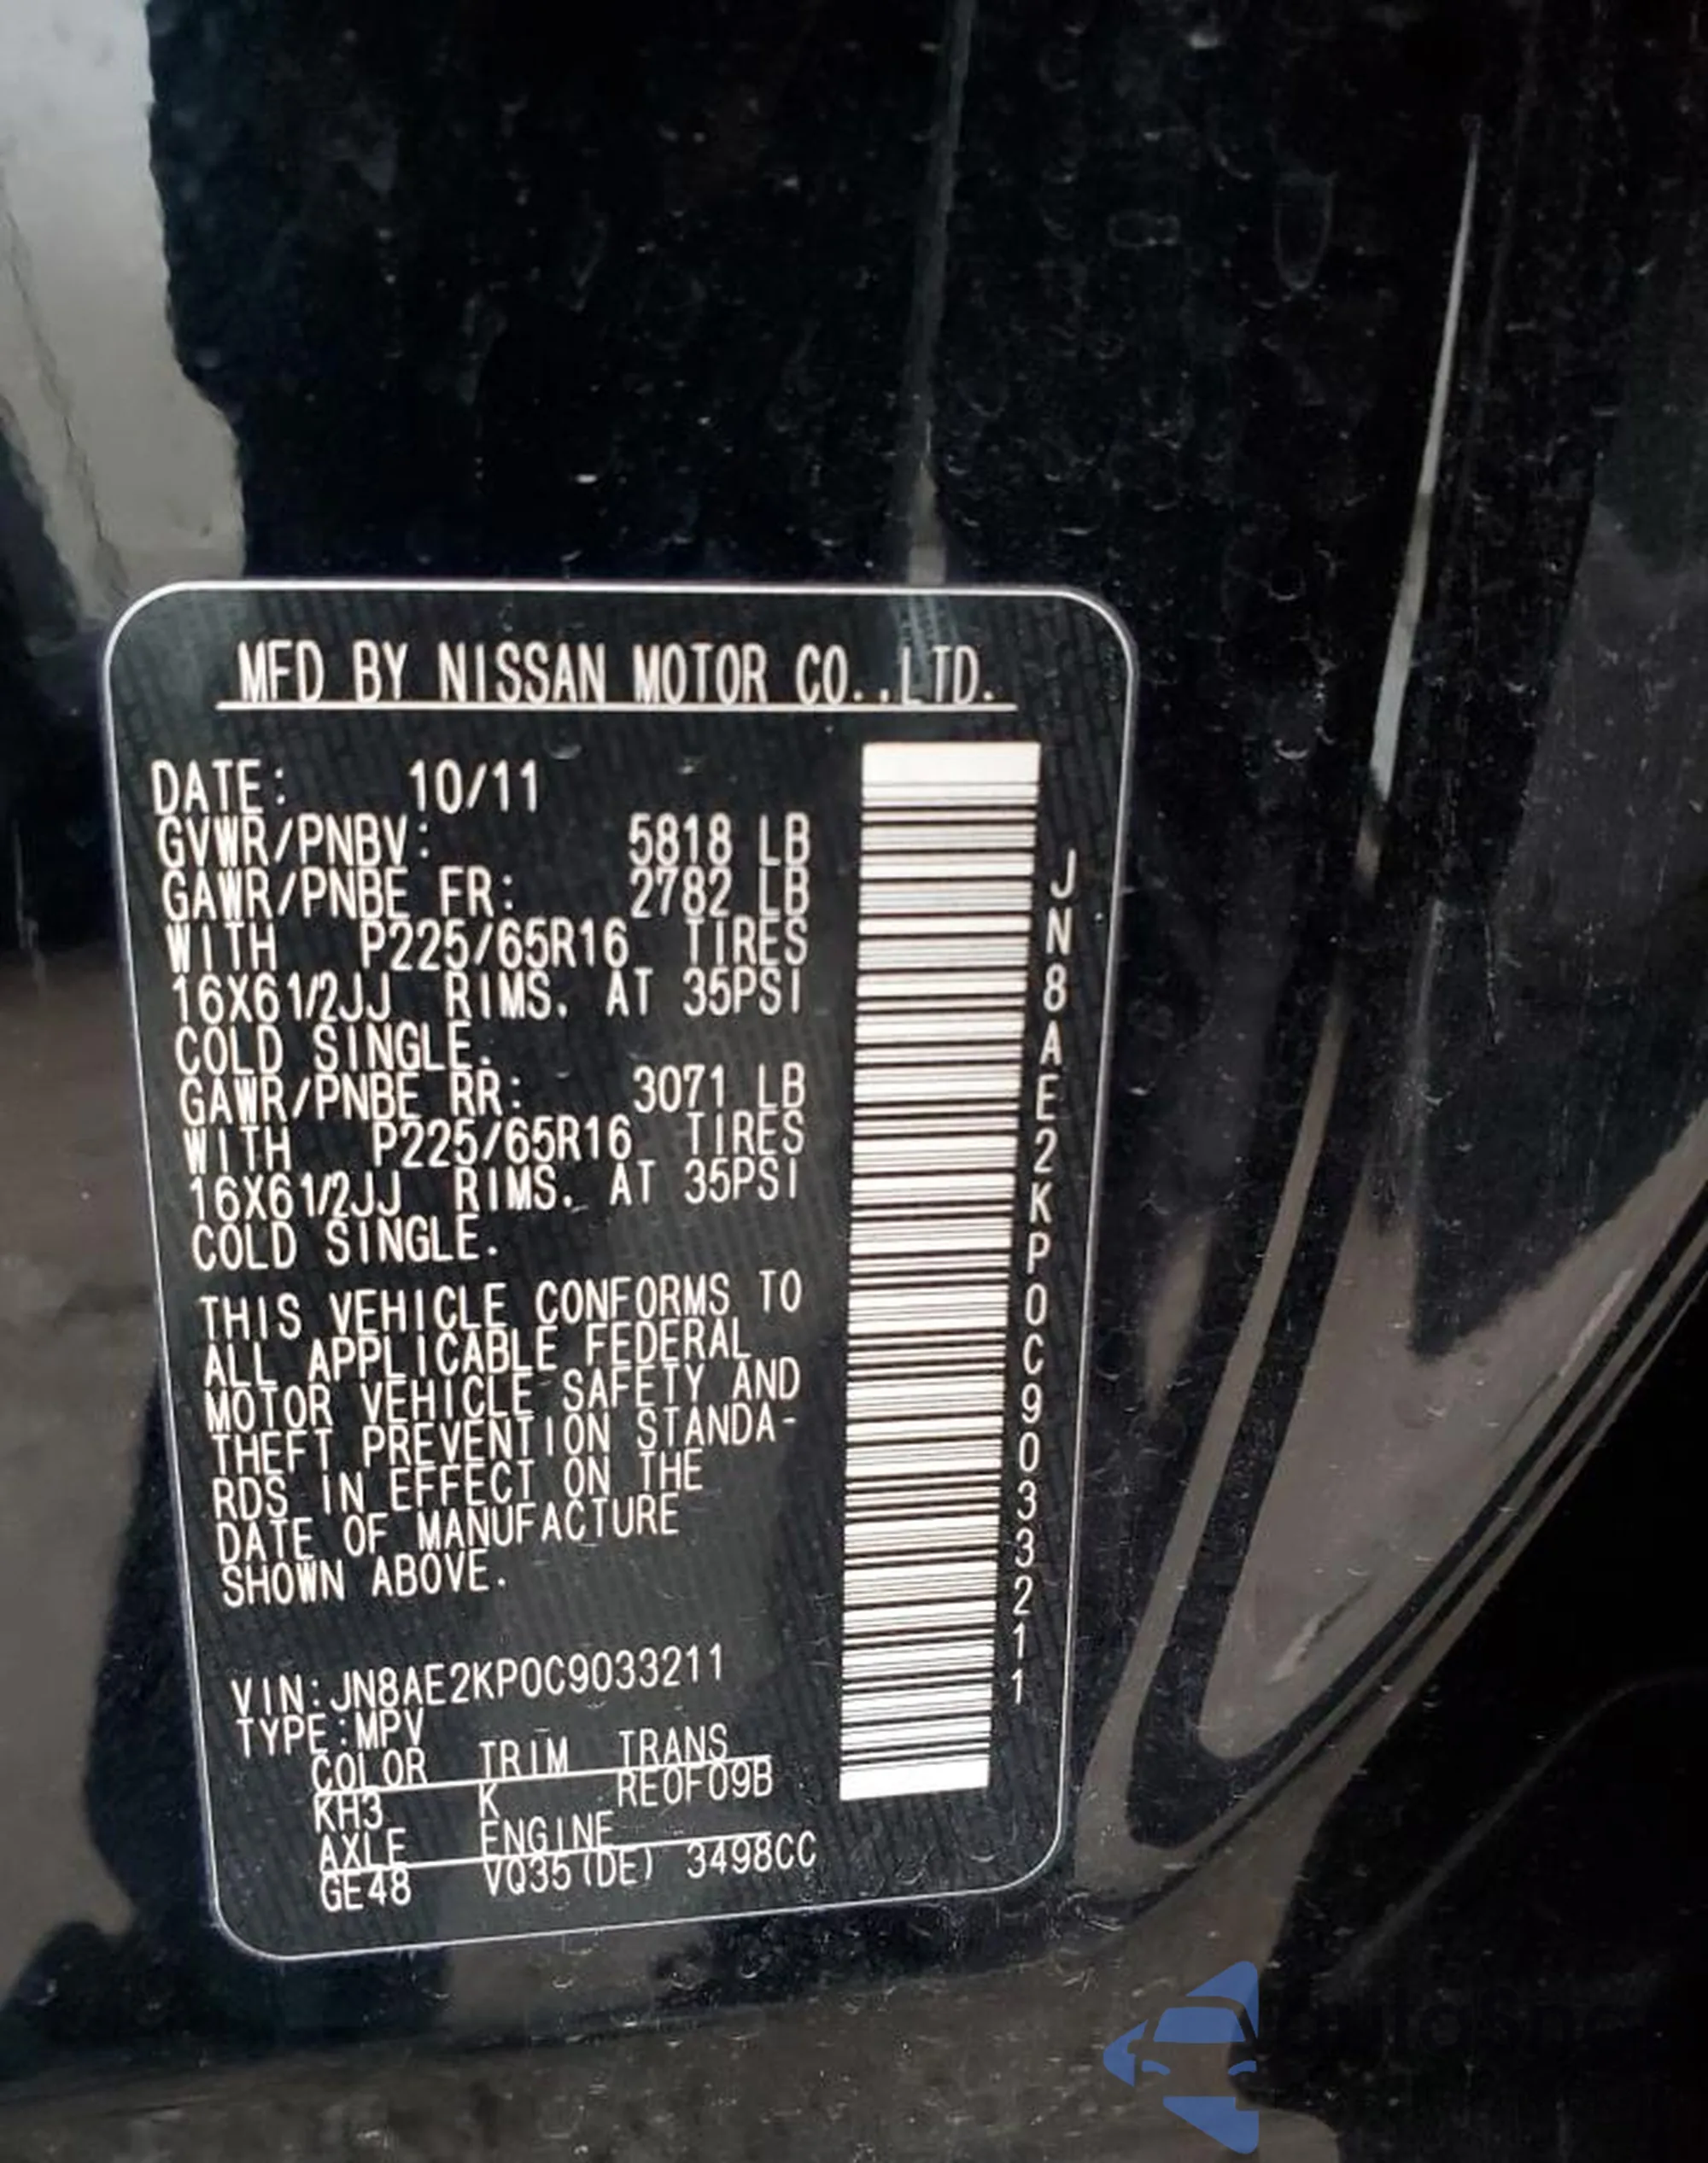 MFD BY NISSAN MOTOR CO.,LTD.
DATE: 10/11
GVWR/PNBV: 5818 LB
GAWR/PNBE FR: 2782 LB
WITH P225/65R16 TIRES
16X61/2JJ RIMS. AT 35PSI
COLD SINGLE.
GAWR/PNBE RR: 3071 LB
WITH P225/65R16 TIRES
16X61/2JJ RIMS. AT 35PSI
COLD SINGLE.
THIS VEHICLE CONFORMS TO
ALL APPLICABLE FEDERAL
MOTOR VEHICLE SAFETY AND
THEFT PREVENTION STANDA-
RDS IN EFFECT ON THE
DATE OF MANUFACTURE
SHOWN ABOVE.
VIN:JN8AE2KP0C9033211
TYPE:MPV
COLOR TRIM TRANS
KH3 K RE0F09B
AXLE ENGINE
GE48 VQ35(DE) 3498CC
JN8AE2KP0C9033211